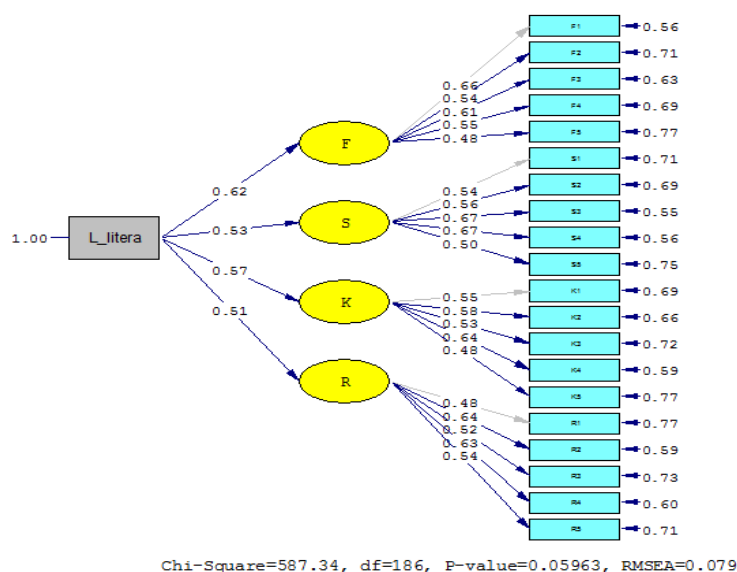 F1 0.56
F2 0.71
F3 0.63
F4 0.69
F5 0.77
S1 0.71
S2 0.69
S3 0.55
S4 0.56
S5 0.75
K1 0.69
K2 0.66
K3 0.72
K4 0.59
K5 0.77
R1 0.77
R2 0.59
R3 0.73
R4 0.60
R5 0.71
0.66
0.54
0.61
0.55
0.48
0.54
0.56
0.67
0.67
0.50
0.55
0.58
0.53
0.64
0.48
0.48
0.64
0.52
0.63
0.54
F
S
K
R
0.62
0.53
0.57
0.51
1.00 L_litera
Chi-Square=587.34, df=186, P-value=0.05963, RMSEA=0.079